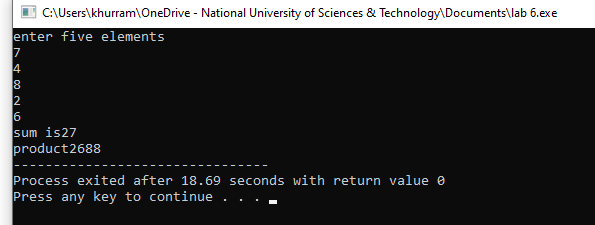 C:\Users\khurram\OneDrive - National University of Sciences & Technology\Documents\lab 6.exe
enter five elements
7
4
8
2
6
sum is27
product2688
--------------------------------
Process exited after 18.69 seconds with return value 0
Press any key to continue . . .